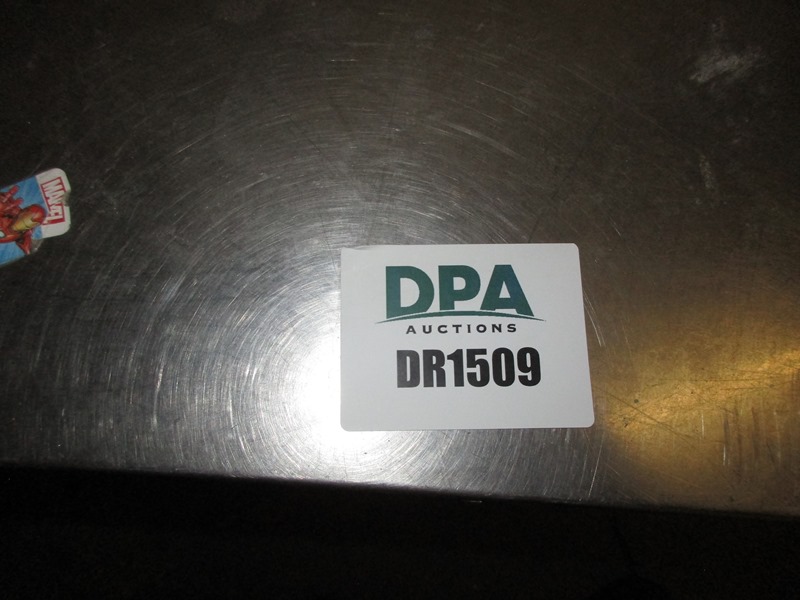 MARVEL
DPA
AUCTIONS
DR1509